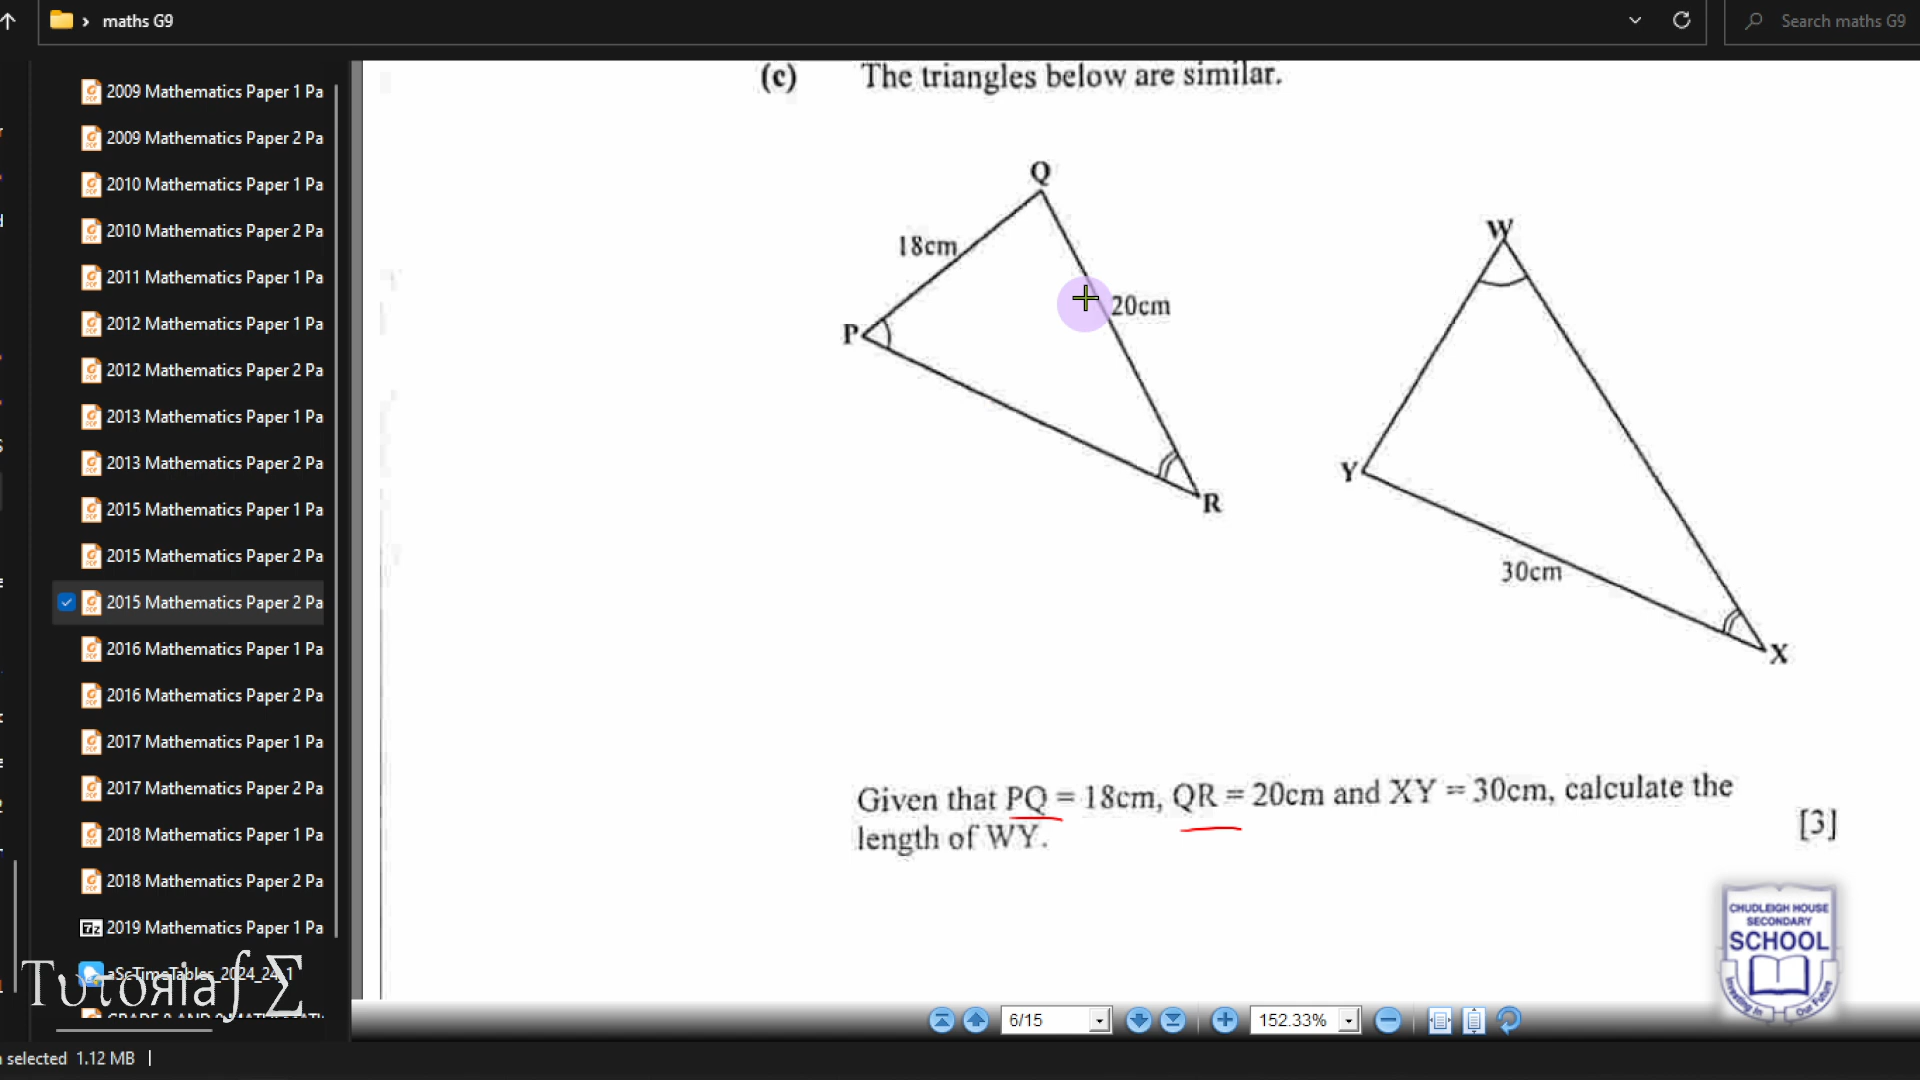 maths G9
Search maths G9
2009 Mathematics Paper 1 Pa
2009 Mathematics Paper 2 Pa
2010 Mathematics Paper 1 Pa
2010 Mathematics Paper 2 Pa
2011 Mathematics Paper 1 Pa
2012 Mathematics Paper 1 Pa
2012 Mathematics Paper 2 Pa
2013 Mathematics Paper 1 Pa
2013 Mathematics Paper 2 Pa
2015 Mathematics Paper 1 Pa
2015 Mathematics Paper 2 Pa
2015 Mathematics Paper 2 Pa
2016 Mathematics Paper 1 Pa
2016 Mathematics Paper 2 Pa
2017 Mathematics Paper 1 Pa
2017 Mathematics Paper 2 Pa
2018 Mathematics Paper 1 Pa
2018 Mathematics Paper 2 Pa
2019 Mathematics Paper 1 Pa
aScTimeTables_2024_24_1
selected 1.12 MB
(c) The triangles below are similar.
Q
18cm
20cm
P
R
W
Y
30cm
X
Given that PQ = 18cm, QR = 20cm and XY = 30cm, calculate the
length of WY. [3]
CHUDLEIGH HOUSE
SECONDARY
SCHOOL
Investing In Our Future
6/15
152.33%